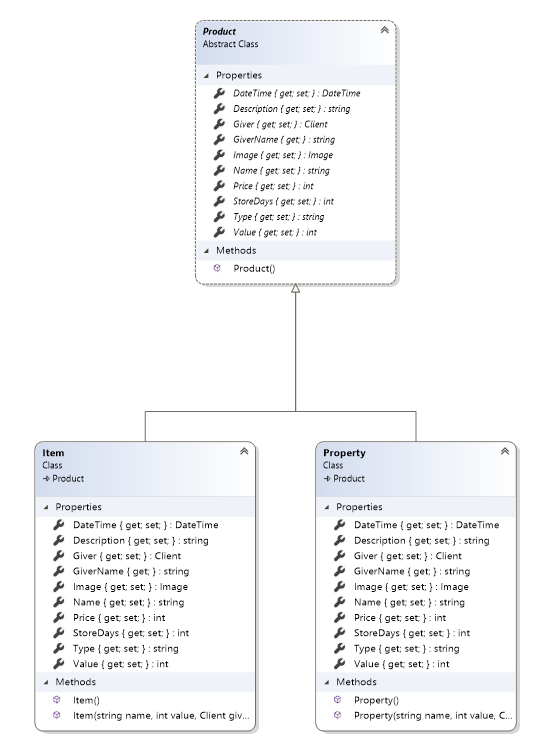 Product
Abstract Class
Properties
DateTime { get; set; } : DateTime
Description { get; set; } : string
Giver { get; set; } : Client
GiverName { get; } : string
Image { get; set; } : Image
Name { get; set; } : string
Price { get; set; } : int
StoreDays { get; set; } : int
Type { get; set; } : string
Value { get; set; } : int
Methods
Product()
Item
Class
Product
Properties
DateTime { get; set; } : DateTime
Description { get; set; } : string
Giver { get; set; } : Client
GiverName { get; } : string
Image { get; set; } : Image
Name { get; set; } : string
Price { get; set; } : int
StoreDays { get; set; } : int
Type { get; set; } : string
Value { get; set; } : int
Methods
Item()
Item(string name, int value, Client giv...
Property
Class
Product
Properties
DateTime { get; set; } : DateTime
Description { get; set; } : string
Giver { get; set; } : Client
GiverName { get; } : string
Image { get; set; } : Image
Name { get; set; } : string
Price { get; set; } : int
StoreDays { get; set; } : int
Type { get; set; } : string
Value { get; set; } : int
Methods
Property()
Property(string name, int value, C...